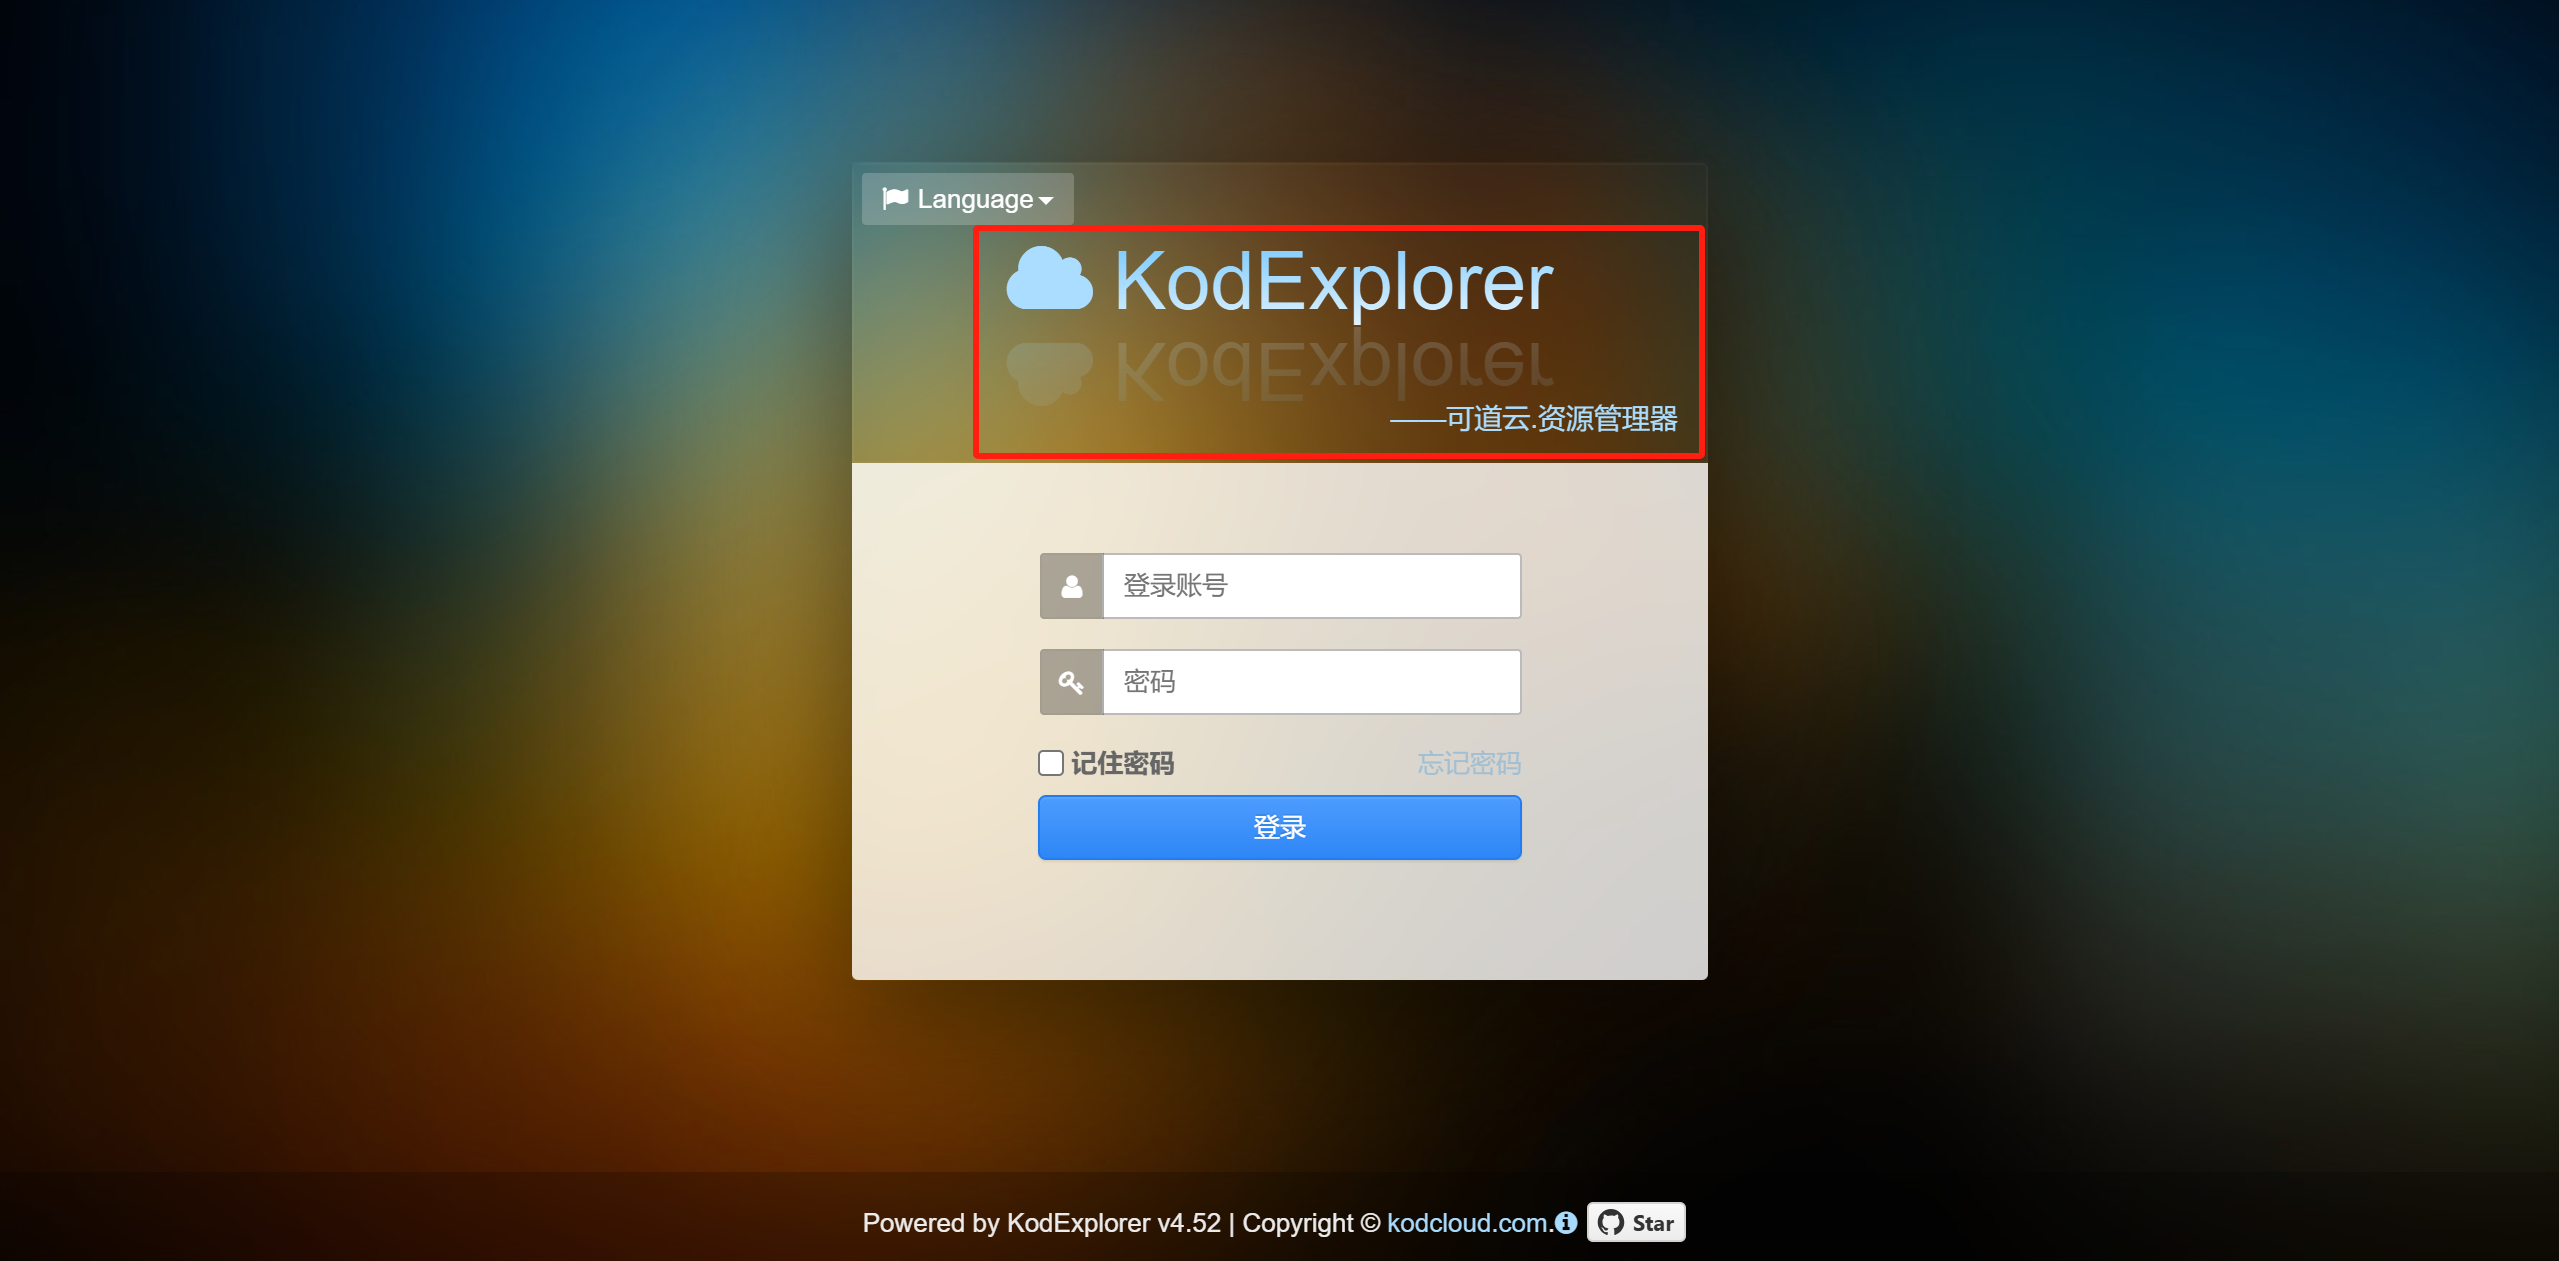 Language
KodExplorer
——可道云.资源管理器
登录账号
密码
记住密码 忘记密码
登录
Powered by KodExplorer v4.52 | Copyright © kodcloud.com. Star